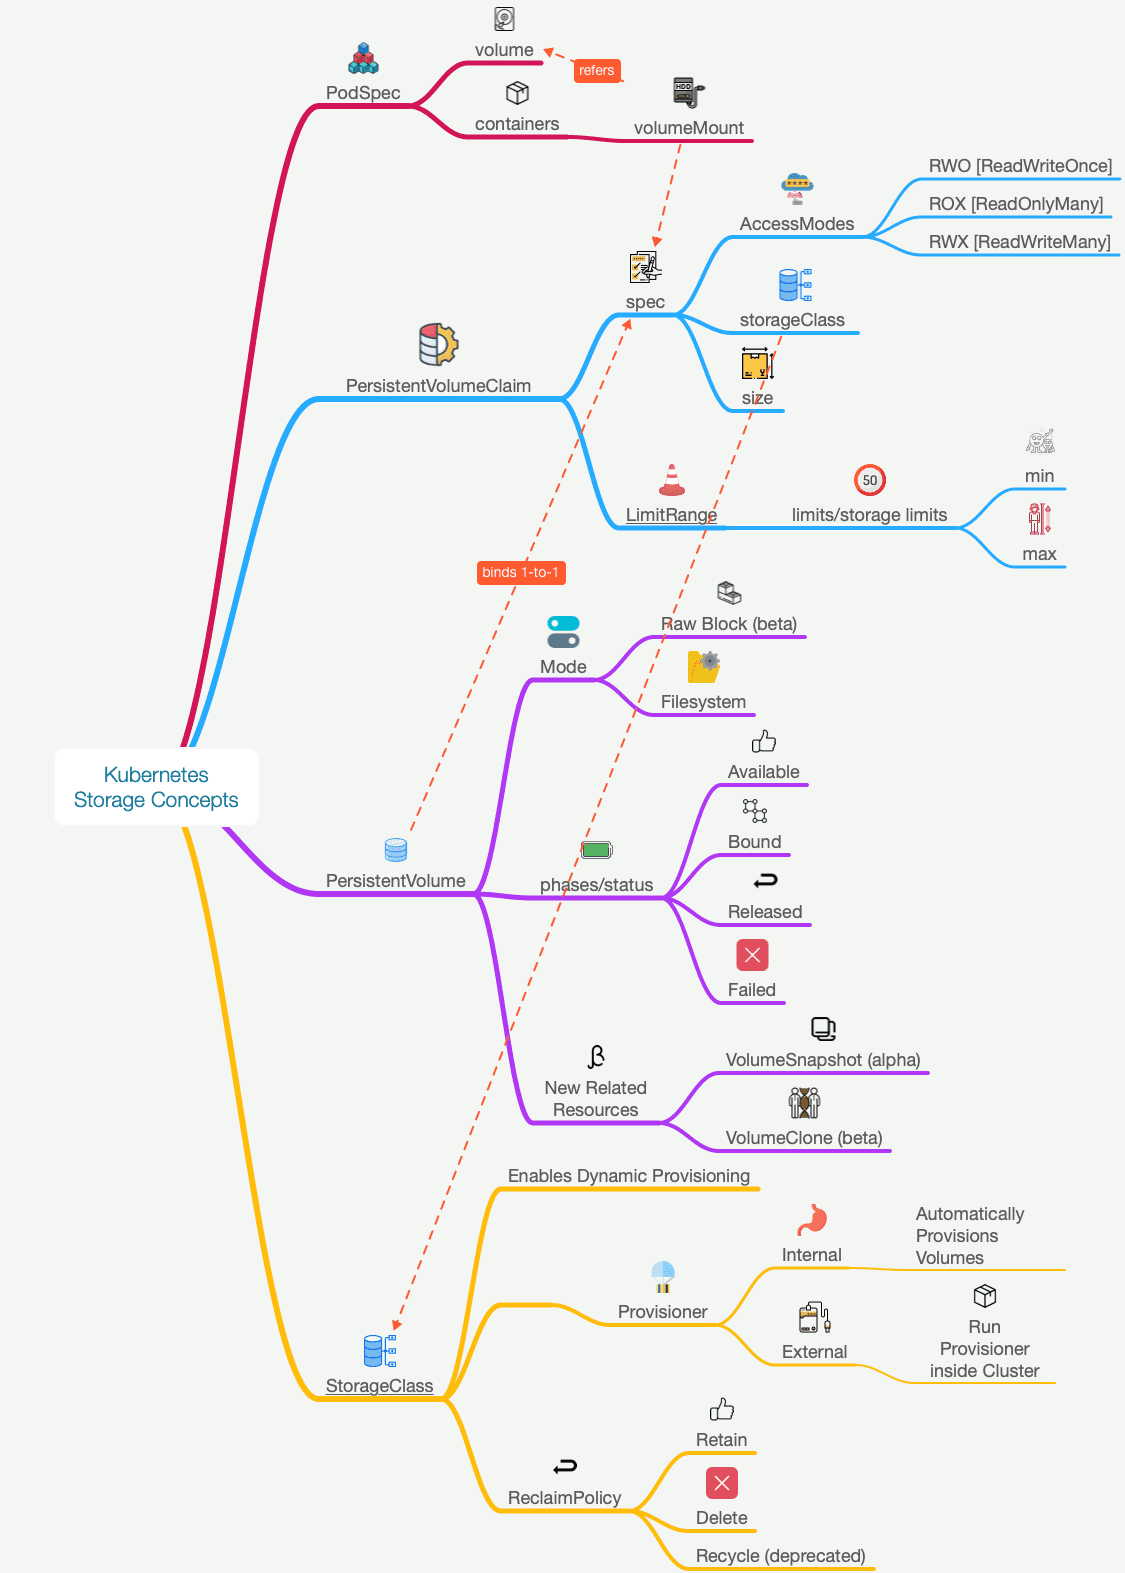 volume
refers
PodSpec
HDD
containers
volumeMount
RWO [ReadWriteOnce]
AccessModes
ROX [ReadOnlyMany]
RWX [ReadWriteMany]
spec
storageClass
PersistentVolumeClaim
size
min
LimitRange
50
limits/storage limits
max
binds 1-to-1
Raw Block (beta)
Mode
Filesystem
Available
Kubernetes
Storage Concepts
Bound
PersistentVolume
phases/status
Released
Failed
β
New Related
Resources
VolumeSnapshot (alpha)
VolumeClone (beta)
Enables Dynamic Provisioning
Automatically
Provisions
Volumes
Internal
Provisioner
External
Run
Provisioner
inside Cluster
StorageClass
Retain
ReclaimPolicy
Delete
Recycle (deprecated)